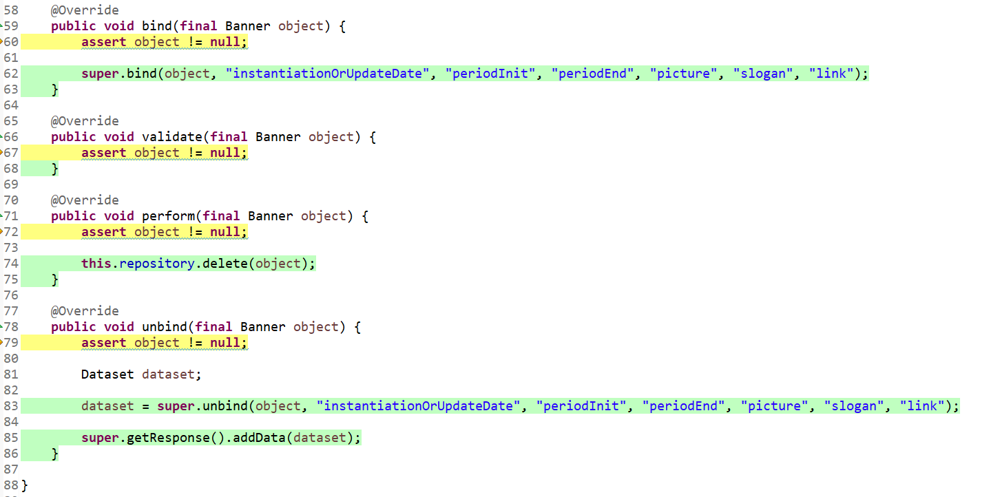 58     @Override
59     public void bind(final Banner object) {
60         assert object != null;
61
62         super.bind(object, "instantiationOrUpdateDate", "periodInit", "periodEnd", "picture", "slogan", "link");
63     }
64
65     @Override
66     public void validate(final Banner object) {
67         assert object != null;
68     }
69
70     @Override
71     public void perform(final Banner object) {
72         assert object != null;
73
74         this.repository.delete(object);
75     }
76
77     @Override
78     public void unbind(final Banner object) {
79         assert object != null;
80
81         Dataset dataset;
82
83         dataset = super.unbind(object, "instantiationOrUpdateDate", "periodInit", "periodEnd", "picture", "slogan", "link");
84
85         super.getResponse().addData(dataset);
86     }
87
88 }